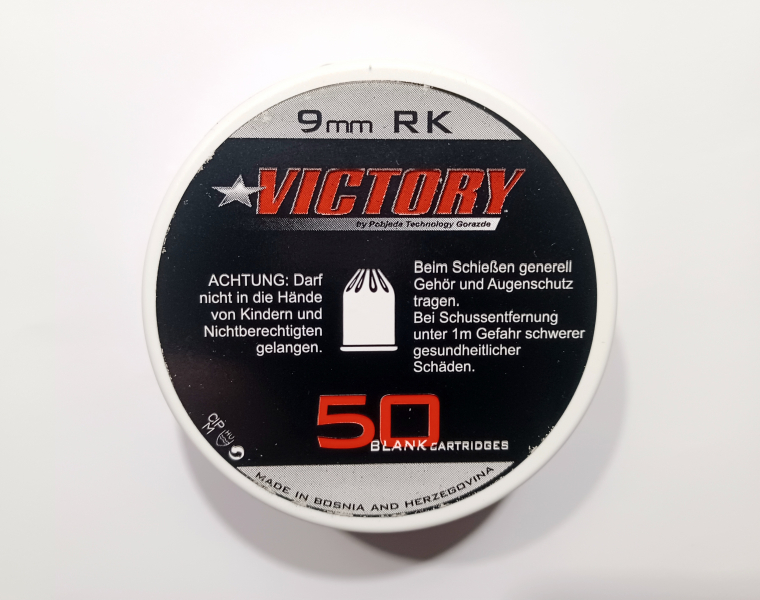 9mm RK
VICTORY
by Pobjeda Technology Gorazde
ACHTUNG: Darf
nicht in die Hände
von Kindern und
Nichtberechtigten
gelangen.
Beim Schießen generell
Gehör und Augenschutz
tragen.
Bei Schussentfernung
unter 1m Gefahr schwerer
gesundheitlicher
Schäden.
50
BLANK CARTRIDGES
CIP
M
HU
MADE IN BOSNIA AND HERZEGOVINA